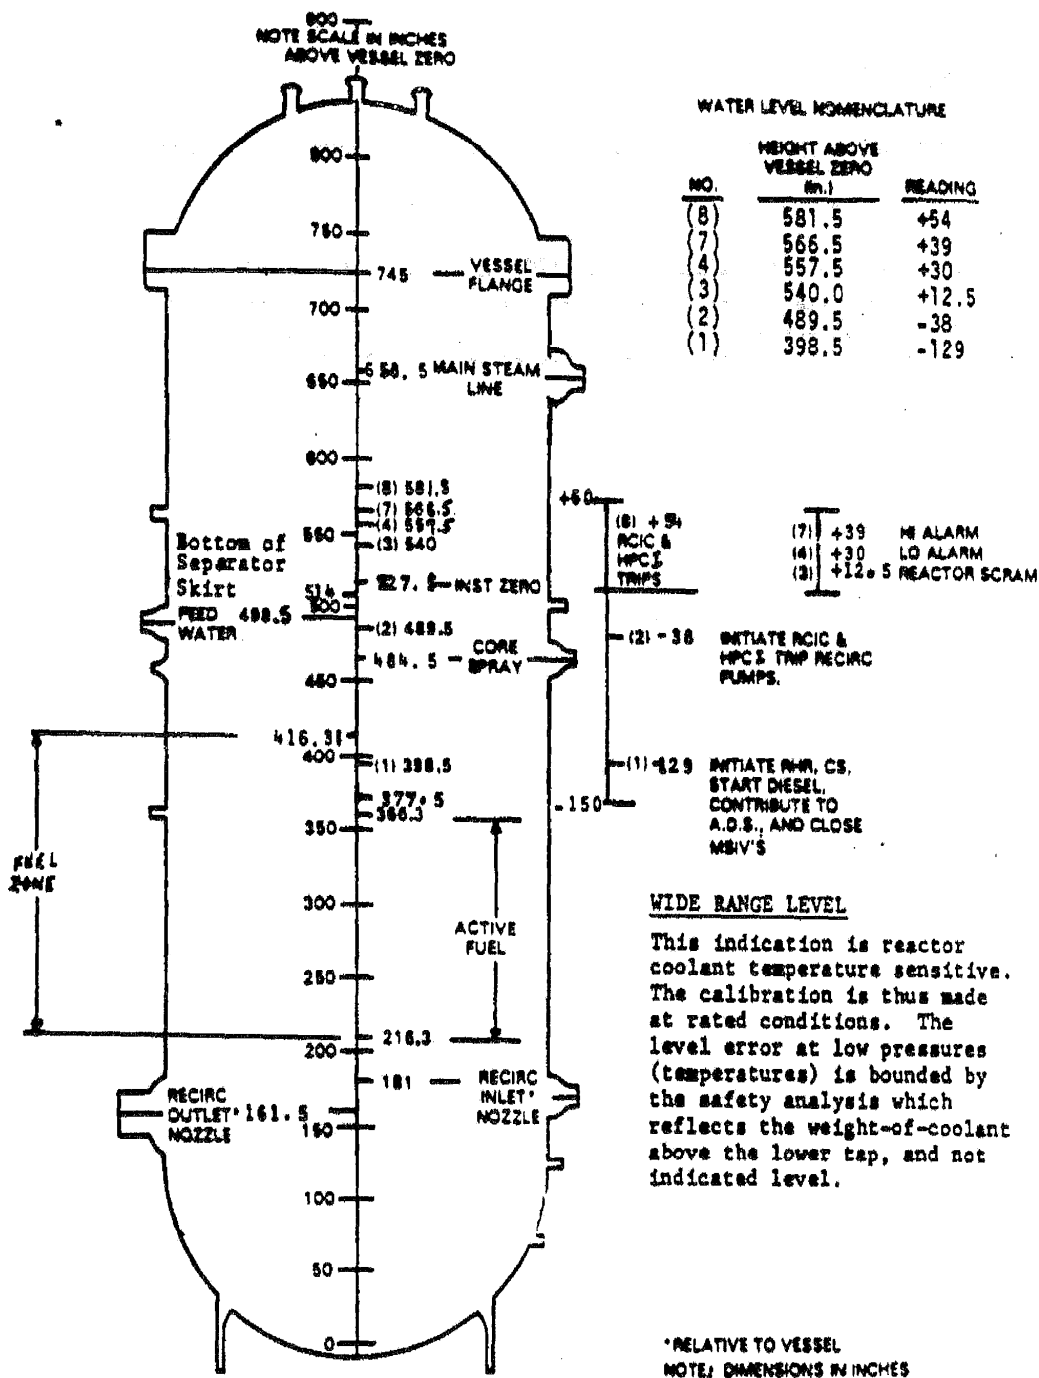 900
NOTE SCALE IN INCHES
ABOVE VESSEL ZERO
800
750
745 VESSEL FLANGE
700
658.5 MAIN STEAM LINE
650
600
(8) 581.5
(7) 566.5
(4) 557.5
550
(3) 540
Bottom of
Separator
Skirt
514
527.5 INST ZERO
500
FEED WATER 498.5
(2) 489.5
484.5 CORE SPRAY
450
416.31
400
(1) 398.5
377.5
366.3
350
FUEL
ZONE
300
ACTIVE
FUEL
250
216.3
200
181 RECIRC INLET* NOZZLE
RECIRC OUTLET* NOZZLE 161.5
150
100
50
0
WATER LEVEL NOMENCLATURE
NO. HEIGHT ABOVE VESSEL ZERO (in.) READING
(8) 581.5 +54
(7) 566.5 +39
(4) 557.5 +30
(3) 540.0 +12.5
(2) 489.5 -38
(1) 398.5 -129
+60
(8) + 54
RCIC &
HPCI
TRIPS
(7) +39 HI ALARM
(4) +30 LO ALARM
(3) +12.5 REACTOR SCRAM
(2) -38 INITIATE RCIC &
HPCI TRIP RECIRC
PUMPS.
(1) -129 INITIATE RHR, CS,
START DIESEL,
CONTRIBUTE TO
A.D.S., AND CLOSE
MSIV'S
-150
WIDE RANGE LEVEL
This indication is reactor
coolant temperature sensitive.
The calibration is thus made
at rated conditions. The
level error at low pressures
(temperatures) is bounded by
the safety analysis which
reflects the weight-of-coolant
above the lower tap, and not
indicated level.
*RELATIVE TO VESSEL
NOTE: DIMENSIONS IN INCHES